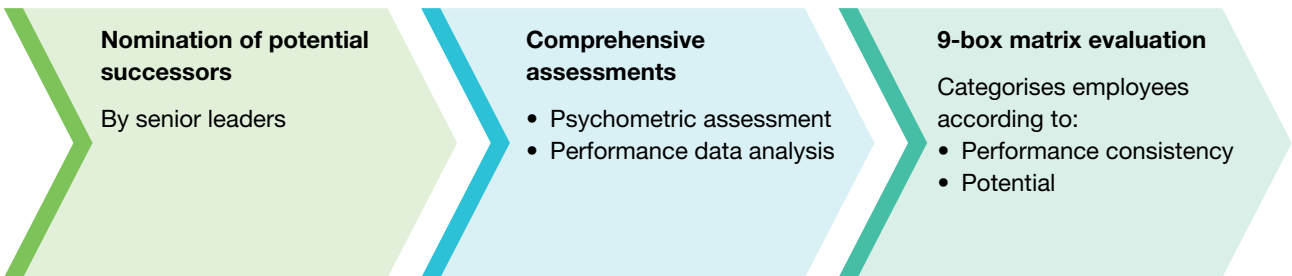 Nomination of potential
successors
By senior leaders
Comprehensive
assessments
• Psychometric assessment
• Performance data analysis
9-box matrix evaluation
Categorises employees
according to:
• Performance consistency
• Potential